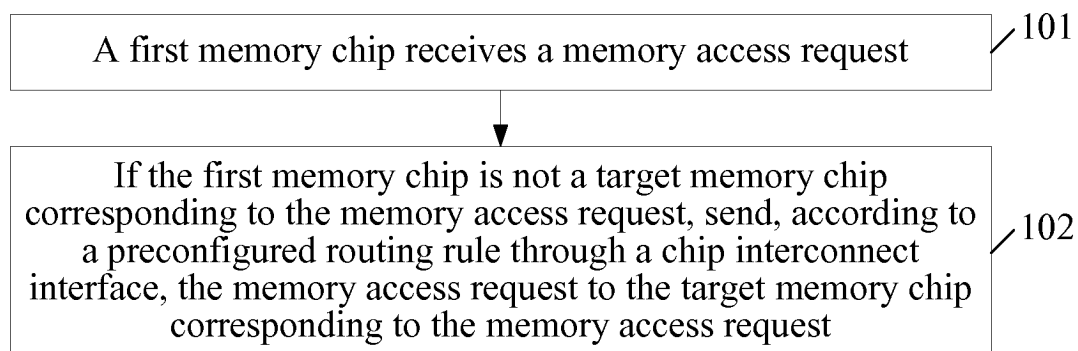 A first memory chip receives a memory access request
101
If the first memory chip is not a target memory chip
corresponding to the memory access request, send, according to
a preconfigured routing rule through a chip interconnect
interface, the memory access request to the target memory chip
corresponding to the memory access request
102